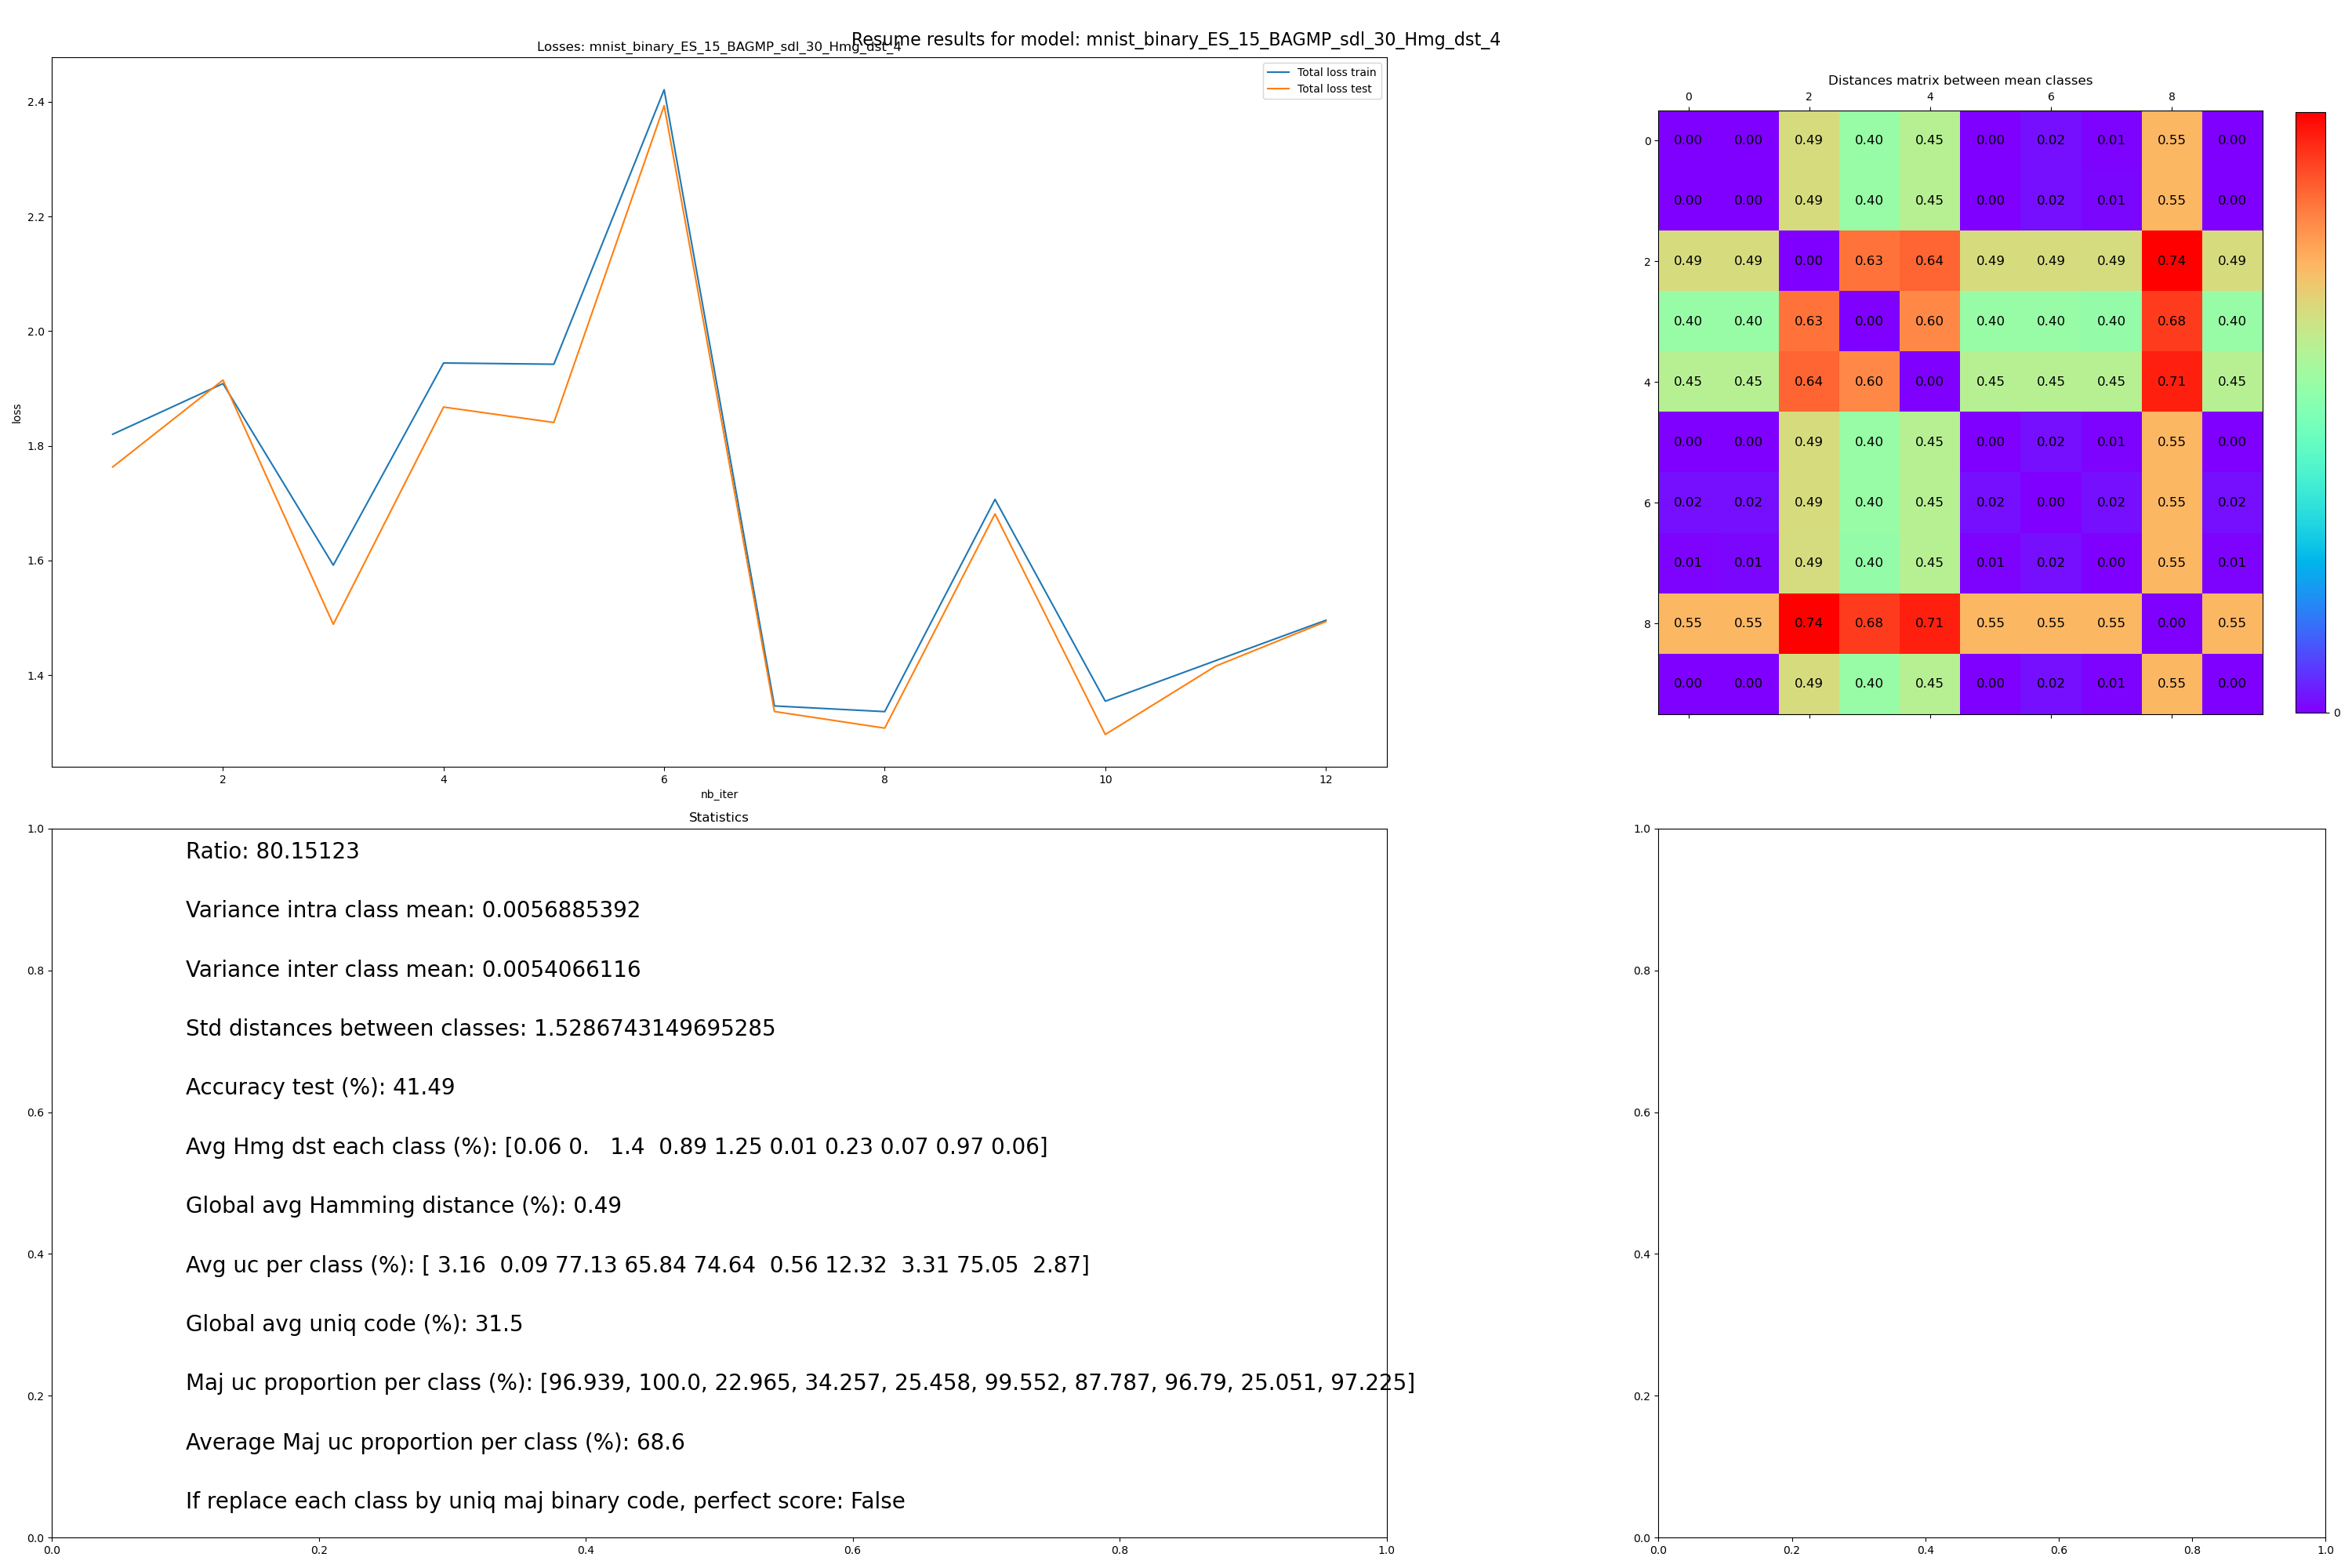 Resume results for model: mnist_binary_ES_15_BAGMP_sdl_30_Hmg_dst_4
Losses: mnist_binary_ES_15_BAGMP_sdl_30_Hmg_dst_4
Total loss train
Total loss test
2.4
2.2
2.0
1.8
1.6
1.4
loss
2 4 6 8 10 12
nb_iter
Distances matrix between mean classes
0 2 4 6 8
0 0.00 0.00 0.49 0.40 0.45 0.00 0.02 0.01 0.55 0.00
0.00 0.00 0.49 0.40 0.45 0.00 0.02 0.01 0.55 0.00
2 0.49 0.49 0.00 0.63 0.64 0.49 0.49 0.49 0.74 0.49
0.40 0.40 0.63 0.00 0.60 0.40 0.40 0.40 0.68 0.40
4 0.45 0.45 0.64 0.60 0.00 0.45 0.45 0.45 0.71 0.45
0.00 0.00 0.49 0.40 0.45 0.00 0.02 0.01 0.55 0.00
6 0.02 0.02 0.49 0.40 0.45 0.02 0.00 0.02 0.55 0.02
0.01 0.01 0.49 0.40 0.45 0.01 0.02 0.00 0.55 0.01
8 0.55 0.55 0.74 0.68 0.71 0.55 0.55 0.55 0.00 0.55
0.00 0.00 0.49 0.40 0.45 0.00 0.02 0.01 0.55 0.00
0
Statistics
1.0
0.8
0.6
0.4
0.2
0.0
Ratio: 80.15123
Variance intra class mean: 0.0056885392
Variance inter class mean: 0.0054066116
Std distances between classes: 1.5286743149695285
Accuracy test (%): 41.49
Avg Hmg dst each class (%): [0.06 0.   1.4  0.89 1.25 0.01 0.23 0.07 0.97 0.06]
Global avg Hamming distance (%): 0.49
Avg uc per class (%): [ 3.16  0.09 77.13 65.84 74.64  0.56 12.32  3.31 75.05  2.87]
Global avg uniq code (%): 31.5
Maj uc proportion per class (%): [96.939, 100.0, 22.965, 34.257, 25.458, 99.552, 87.787, 96.79, 25.051, 97.225]
Average Maj uc proportion per class (%): 68.6
If replace each class by uniq maj binary code, perfect score: False
0.0 0.2 0.4 0.6 0.8 1.0
1.0
0.8
0.6
0.4
0.2
0.0
0.0 0.2 0.4 0.6 0.8 1.0